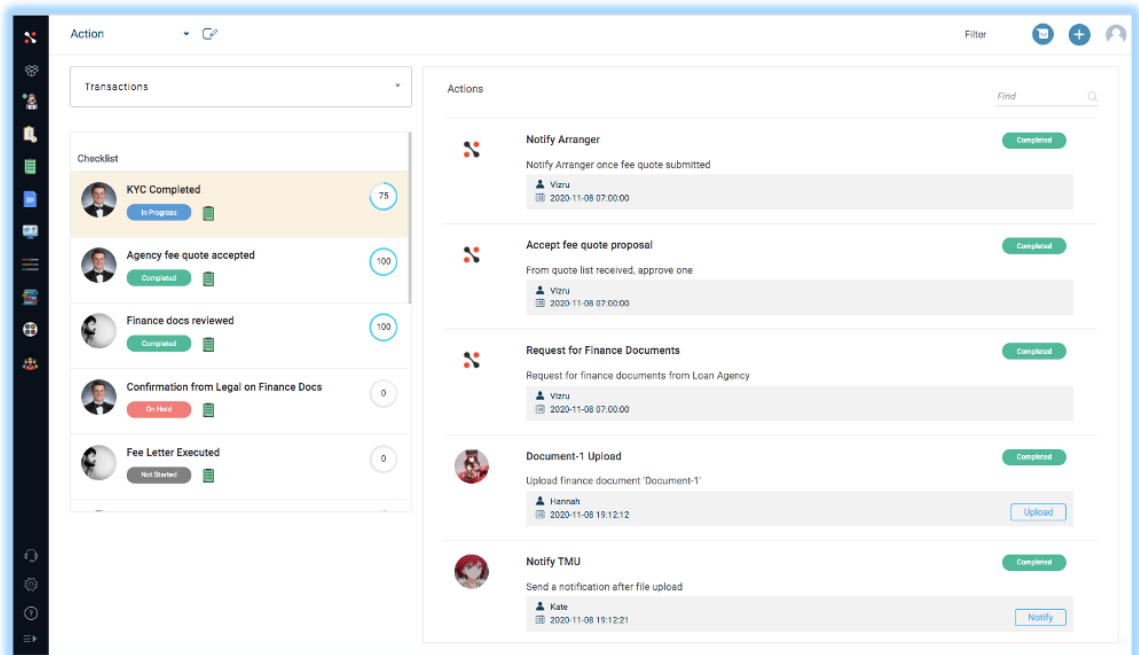 Action
Filter
Transactions
Checklist
KYC Completed
In Progress
75
Agency fee quote accepted
Completed
100
Finance docs reviewed
Completed
100
Confirmation from Legal on Finance Docs
On Hold
0
Fee Letter Executed
Not Started
0
Actions
Find
Notify Arranger
Completed
Notify Arranger once fee quote submitted
Vizru
2020-11-08 07:00:00
Accept fee quote proposal
Completed
From quote list received, approve one
Vizru
2020-11-08 07:00:00
Request for Finance Documents
Completed
Request for finance documents from Loan Agency
Vizru
2020-11-08 07:00:00
Document-1 Upload
Completed
Upload finance document 'Document-1'
Hannah
2020-11-08 19:12:12
Upload
Notify TMU
Completed
Send a notification after file upload
Kate
2020-11-08 19:12:21
Notify